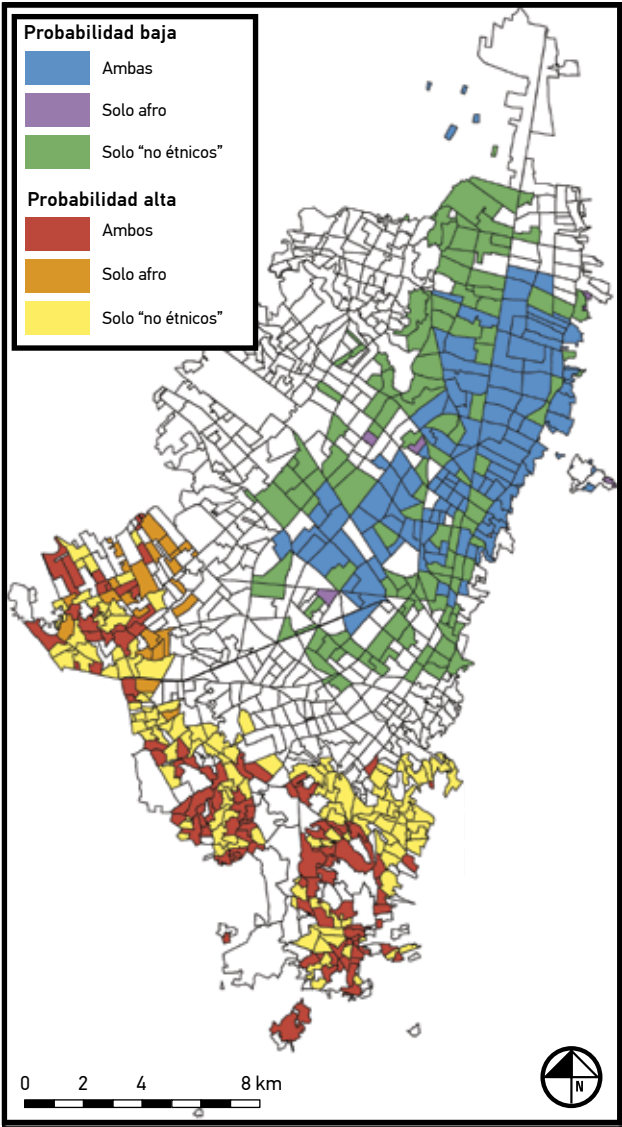 Probabilidad baja
Ambas
Solo afro
Solo “no étnicos”
Probabilidad alta
Ambos
Solo afro
Solo “no étnicos”
0 2 4 8 km
N